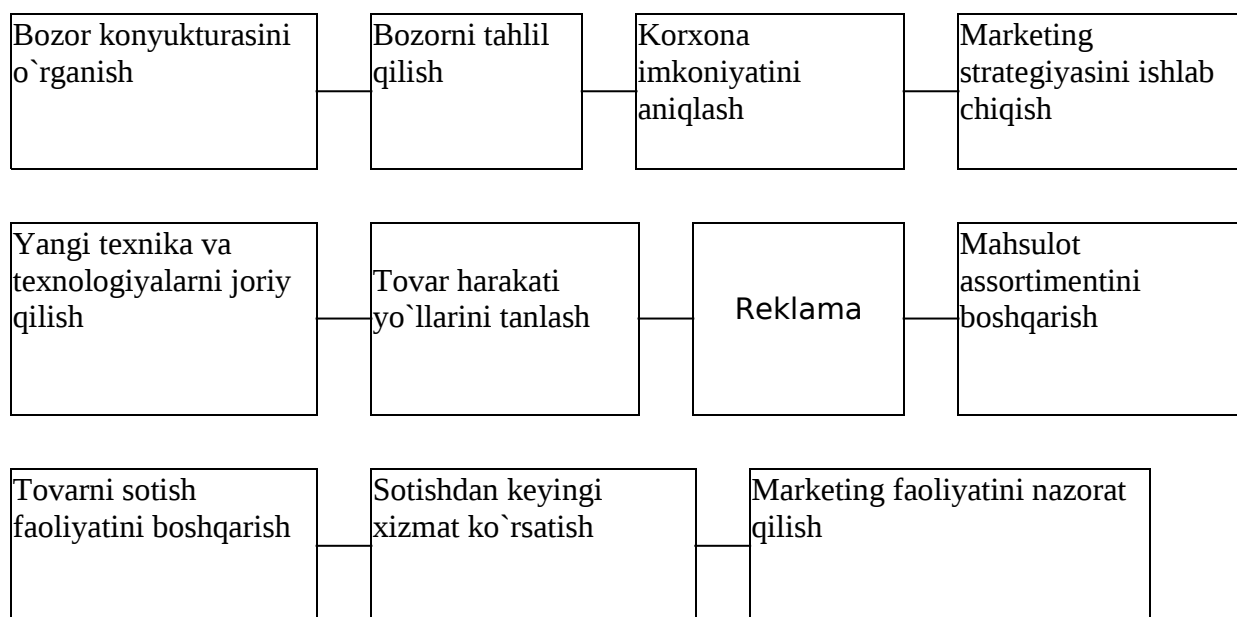 Bozor konyukturasini
o`rganish
Bozorni tahlil
qilish
Korxona
imkoniyatini
aniqlash
Marketing
strategiyasini ishlab
chiqish
Yangi texnika va
texnologiyalarni joriy
qilish
Tovar harakati
yo`llarini tanlash
Reklama
Mahsulot
assortimentini
boshqarish
Tovarni sotish
faoliyatini boshqarish
Sotishdan keyingi
xizmat ko`rsatish
Marketing faoliyatini nazorat
qilish